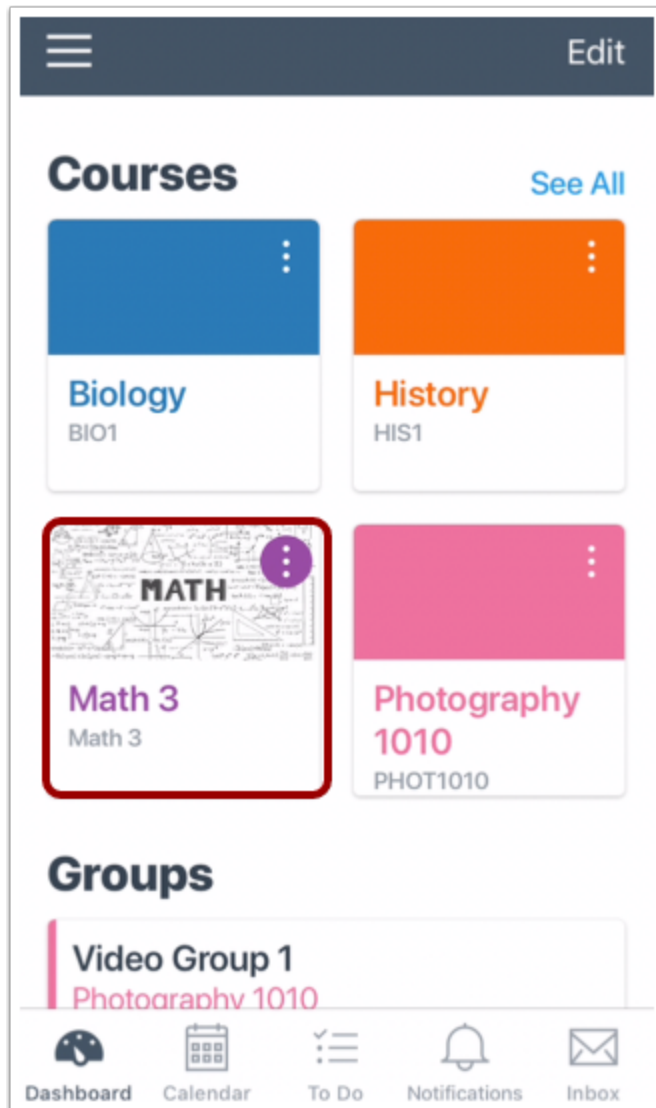 Edit
Courses
See All
Biology
BIO1
History
HIS1
MATH
Math 3
Math 3
Photography
1010
PHOT1010
Groups
Video Group 1
Photography 1010
Dashboard
Calendar
To Do
Notifications
Inbox